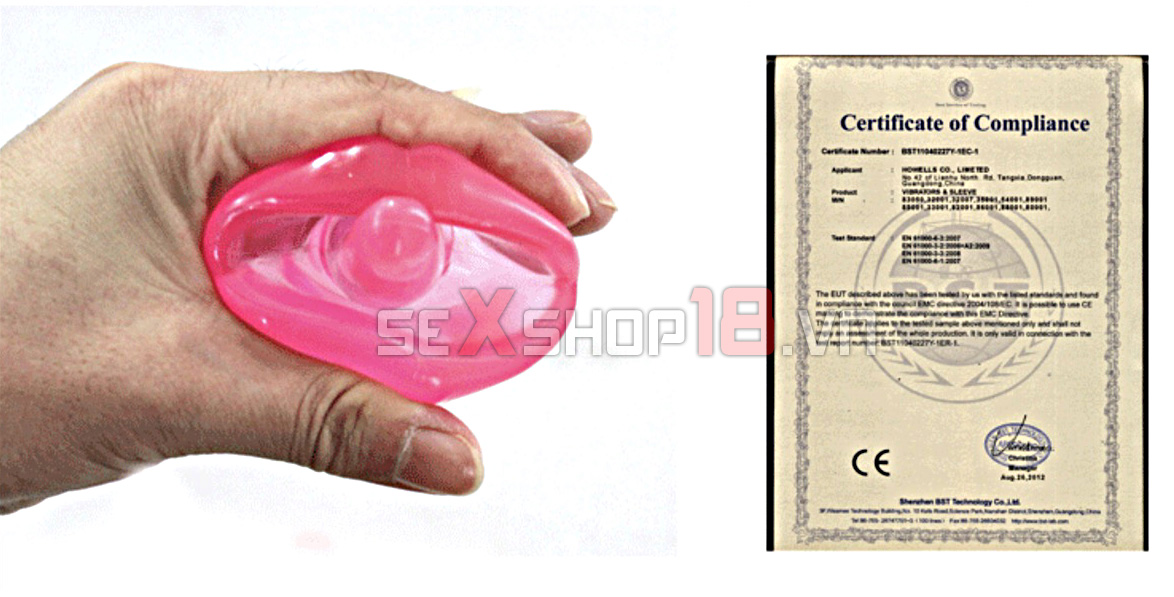 SEXSHOP18.VN
Certificate of Compliance
Certificate Number : BST11040227Y-1EC-1
Applicant : HOWELLS CO., LIMETED
No 42 of Lianhu North. Rd, Tangxia, Dongguan,
Guangdong, China
Product : VIBRATORS & SLEEVE
M/N :
Test Standard : EN 61000-6-3:2007
EN 61000-3-2:2006+A2:2009
EN 61000-3-3:2008
EN 61000-6-1:2007
BST
The EUT described above has been tested by us with the listed standards and found
in compliance with the council EMC directive 2004/108/EC. It is possible to use CE
marking to demonstrate the compliance with this EMC Directive.
The certificate applies to the tested sample above mentioned only and shall not
imply an assessment of the whole production. It is only valid in connection with the
test report number: BST11040227Y-1ER-1.
CE
Christina
Manager
Aug.26,2012
Shenzhen BST Technology Co.,Ltd.